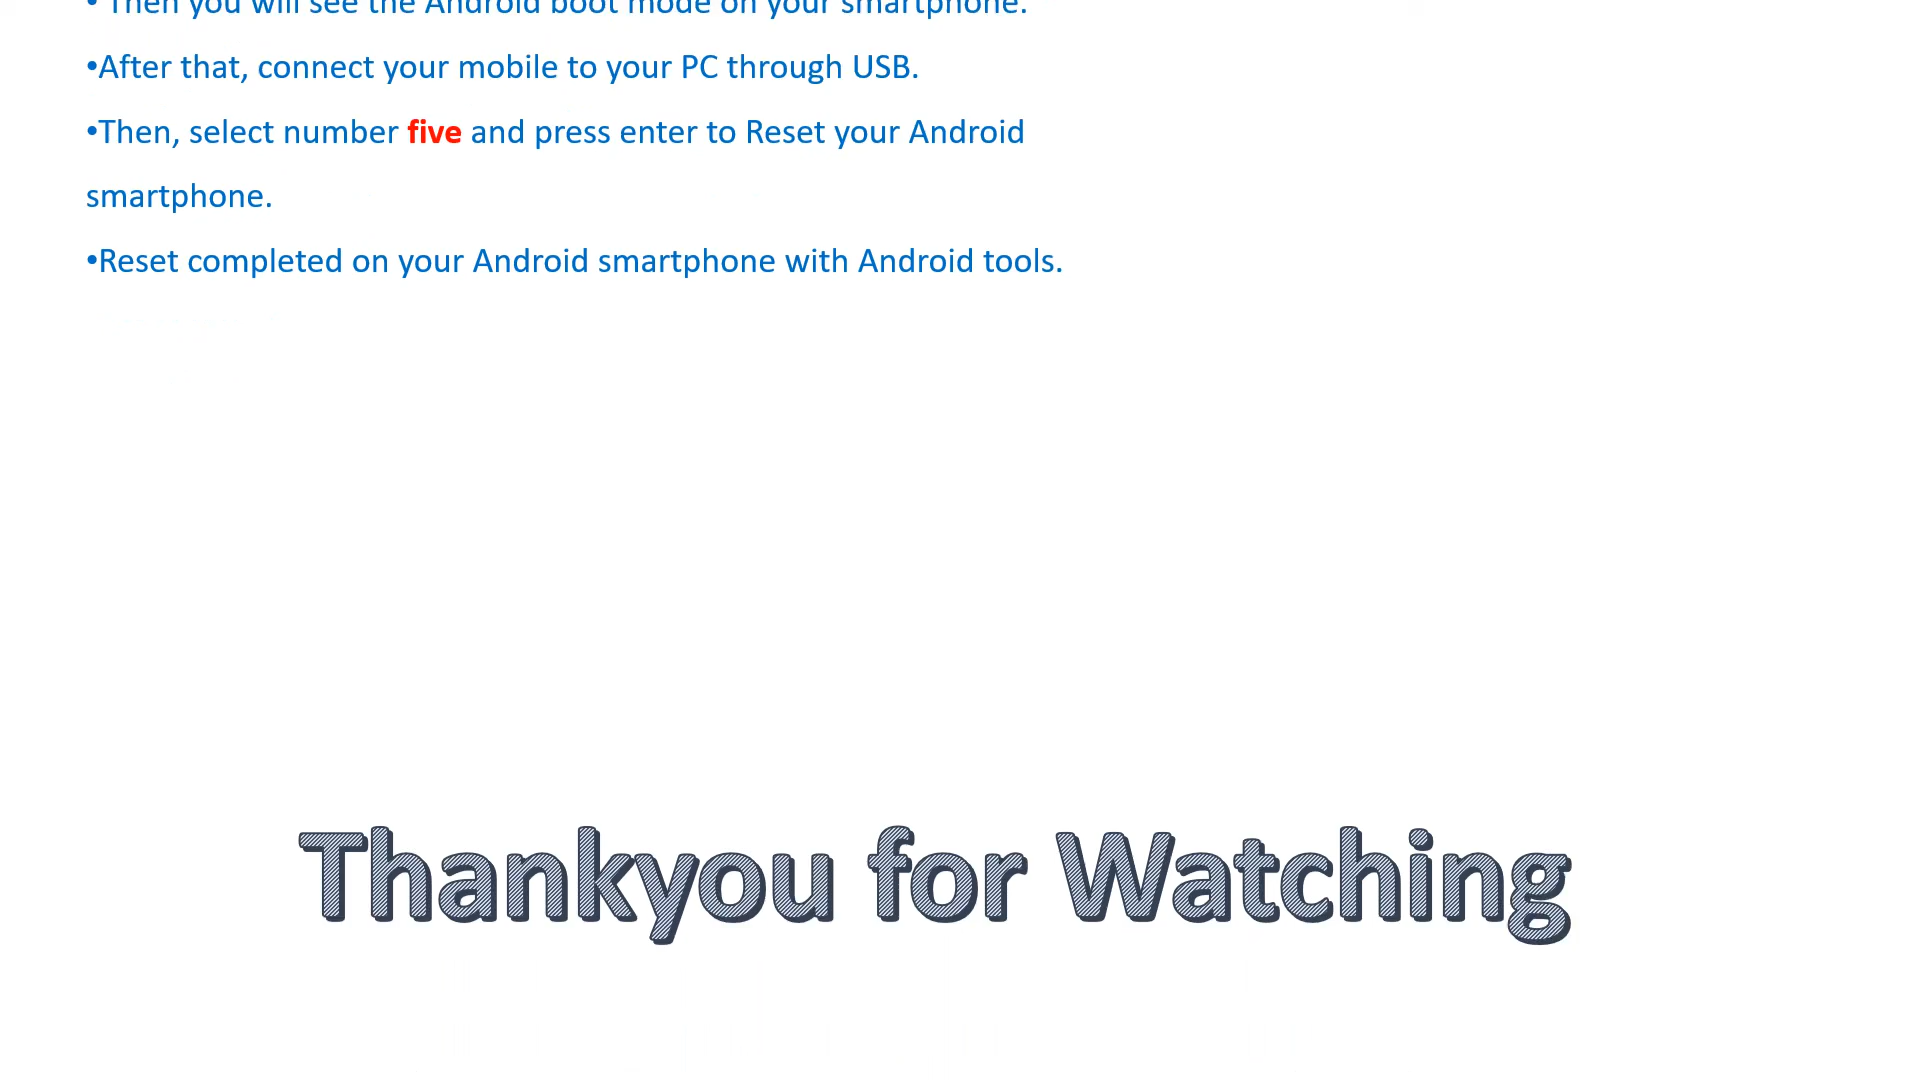 • Then you will see the Android boot mode on your smartphone.
•After that, connect your mobile to your PC through USB.
•Then, select number five and press enter to Reset your Android
smartphone.
•Reset completed on your Android smartphone with Android tools.
Thankyou for Watching